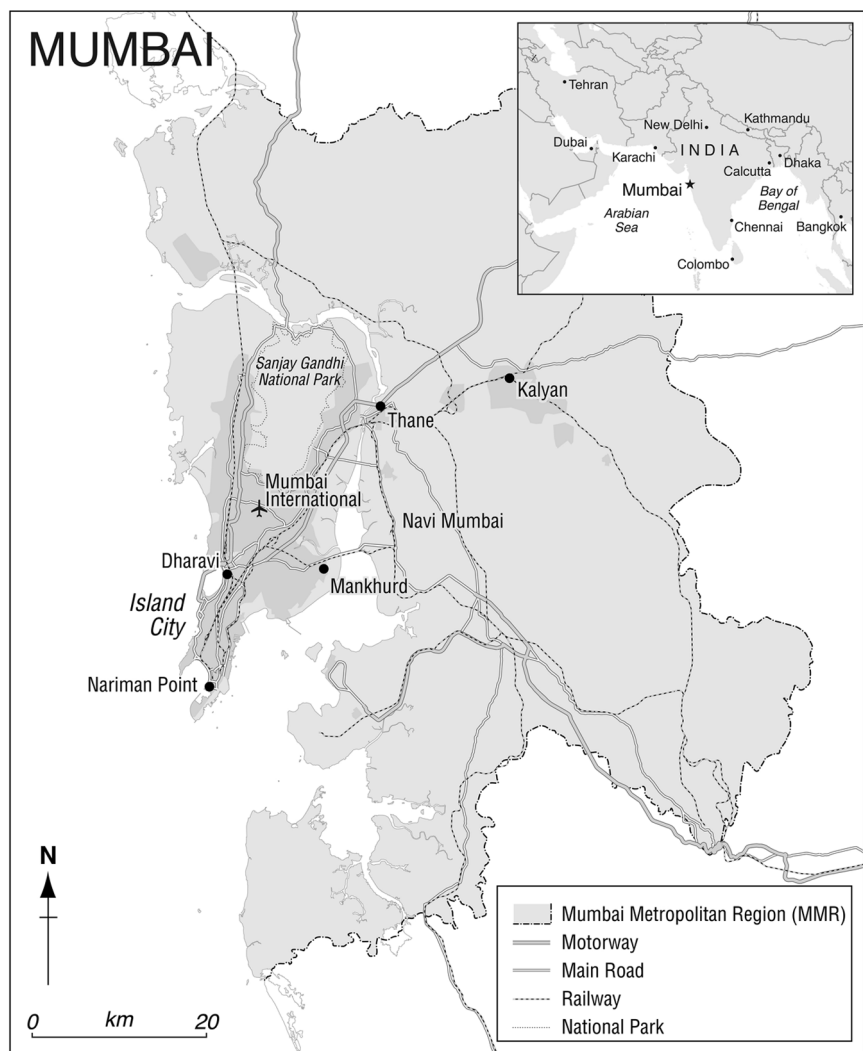 MUMBAI
Tehran
New Delhi
Kathmandu
Dubai
Karachi
INDIA
Calcutta
Dhaka
Mumbai
Arabian
Sea
Bay of
Bengal
Chennai
Bangkok
Colombo
Sanjay Gandhi
National Park
Kalyan
Thane
Mumbai
International
Navi Mumbai
Dharavi
Mankhurd
Island
City
Nariman Point
N
0 km 20
Mumbai Metropolitan Region (MMR)
Motorway
Main Road
Railway
National Park